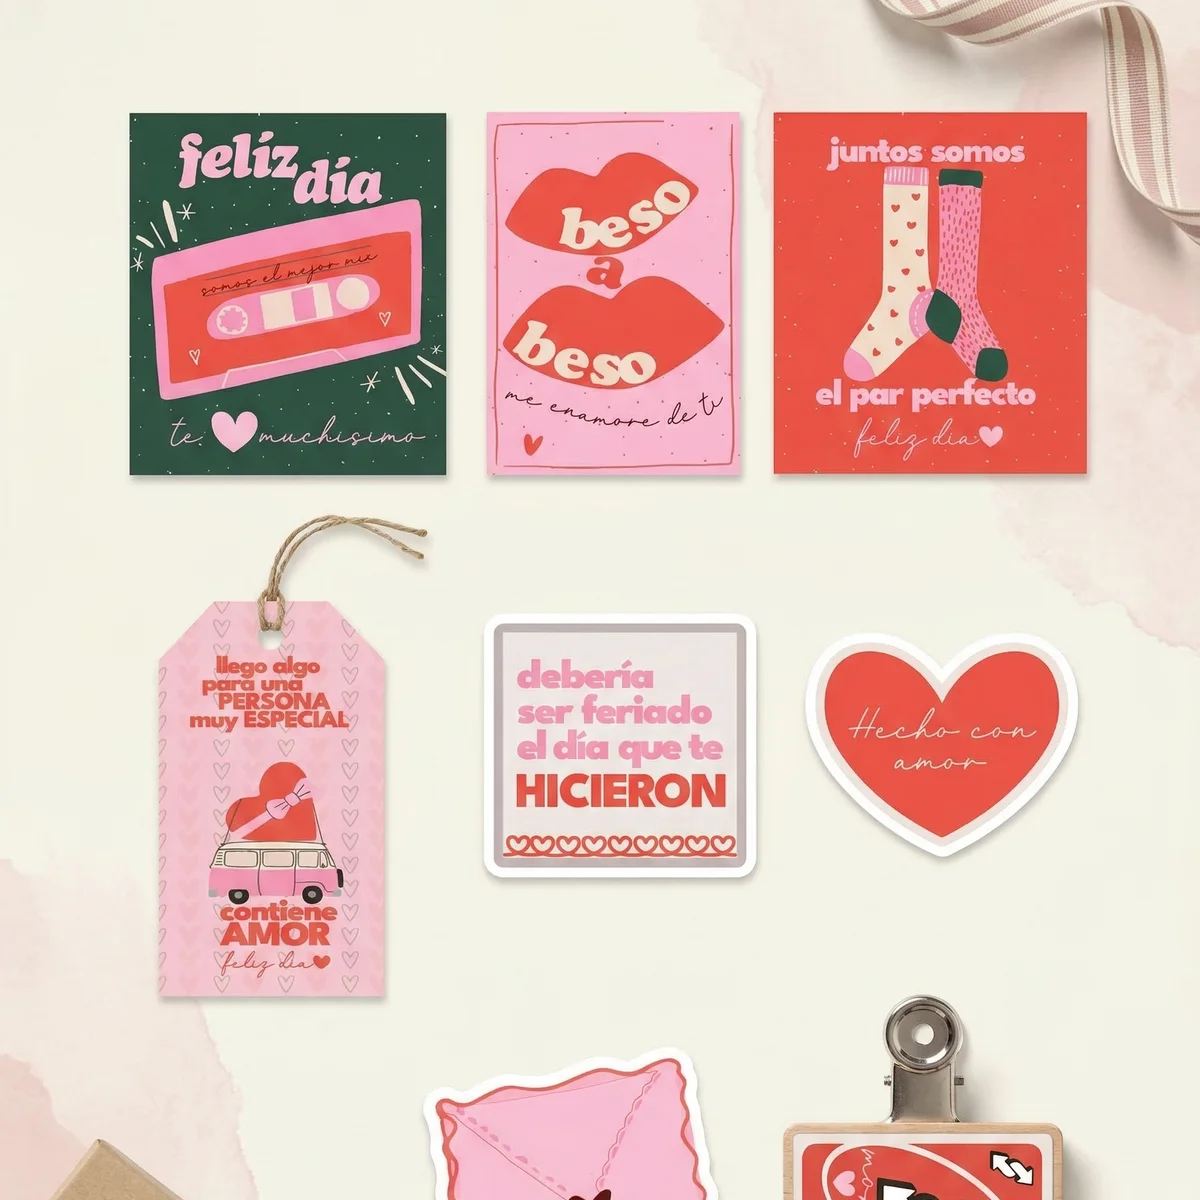 feliz
día
somos el mejor mix
te muchisimo
beso
a
beso
me enamore de ti
juntos somos
el par perfecto
feliz dia
llego algo
para una
PERSONA
muy ESPECIAL
contiene
AMOR
feliz dia
debería
ser feriado
el día que te
HICIERON
Hecho con
amor